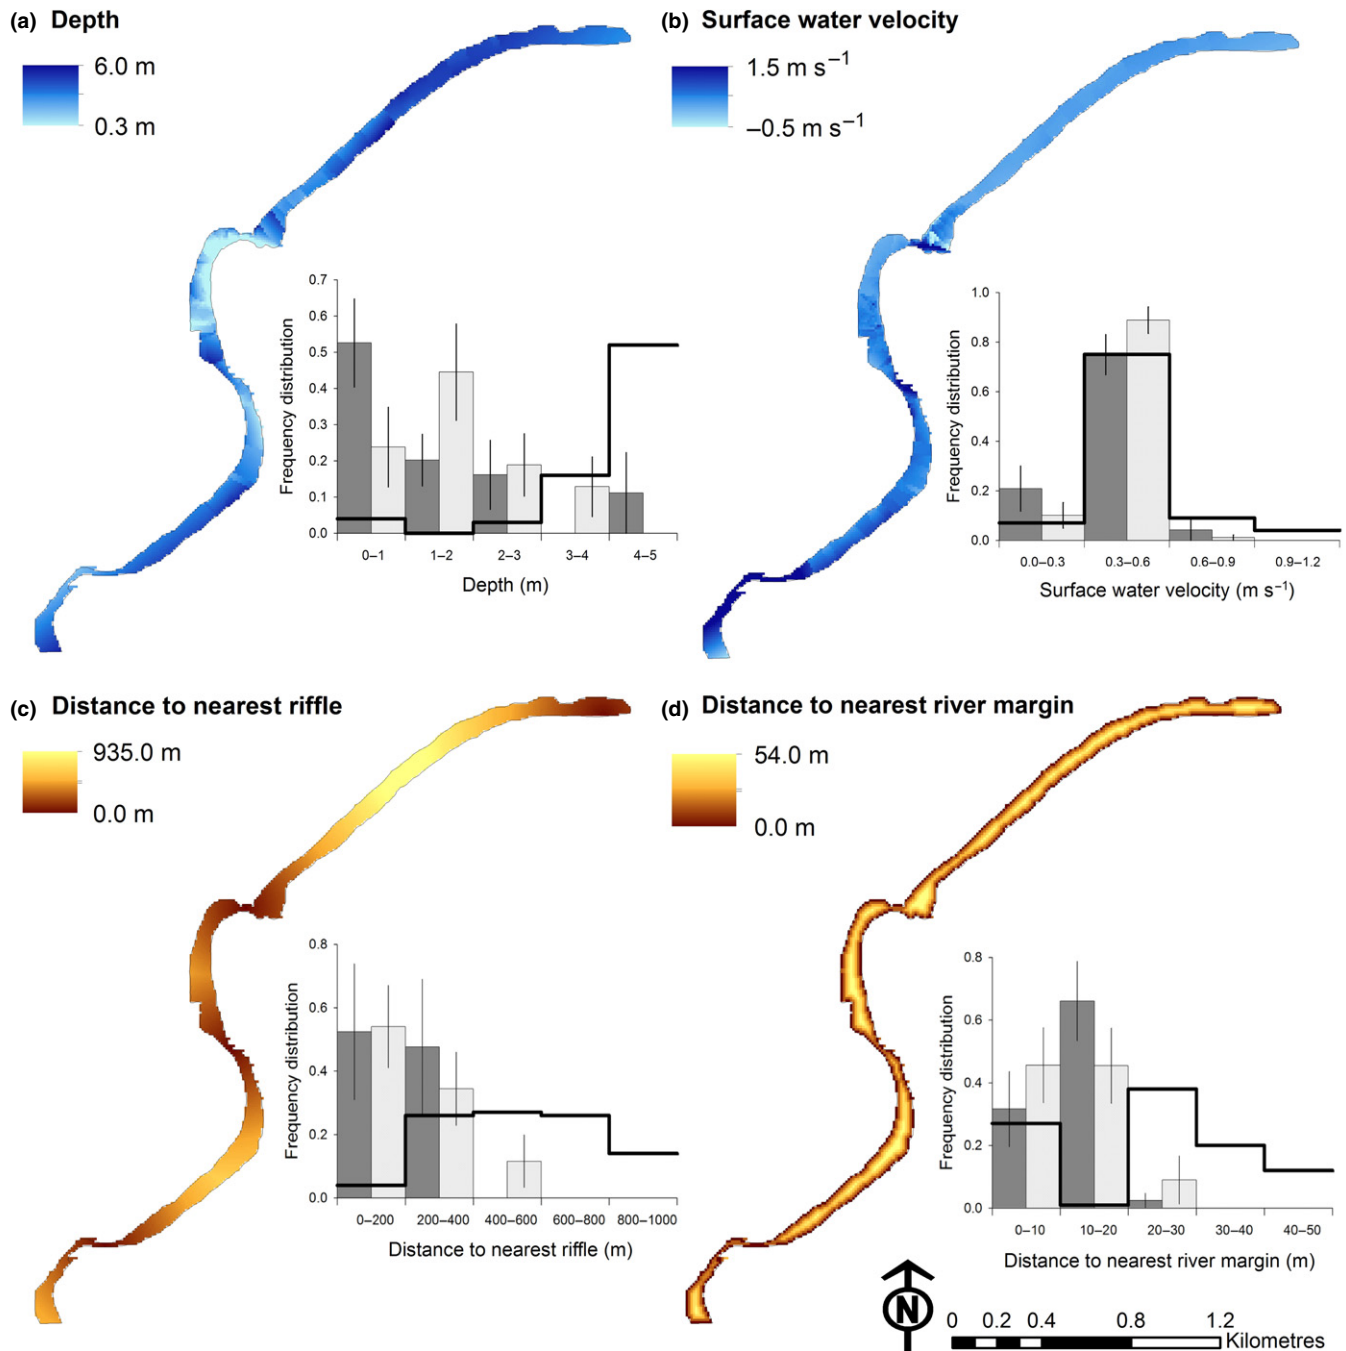 (a) Depth
6.0 m
0.3 m
0.7
0.6
0.5
0.4
0.3
0.2
0.1
0.0
Frequency distribution
0–1 1–2 2–3 3–4 4–5
Depth (m)
(b) Surface water velocity
1.5 m s⁻¹
–0.5 m s⁻¹
1.0
0.8
0.6
0.4
0.2
0.0
Frequency distribution
0.0–0.3 0.3–0.6 0.6–0.9 0.9–1.2
Surface water velocity (m s⁻¹)
(c) Distance to nearest riffle
935.0 m
0.0 m
0.8
0.6
0.4
0.2
0.0
Frequency distribution
0–200 200–400 400–600 600–800 800–1000
Distance to nearest riffle (m)
(d) Distance to nearest river margin
54.0 m
0.0 m
0.8
0.6
0.4
0.2
0.0
Frequency distribution
0–10 10–20 20–30 30–40 40–50
Distance to nearest river margin (m)
N
0 0.2 0.4 0.8 1.2
Kilometres